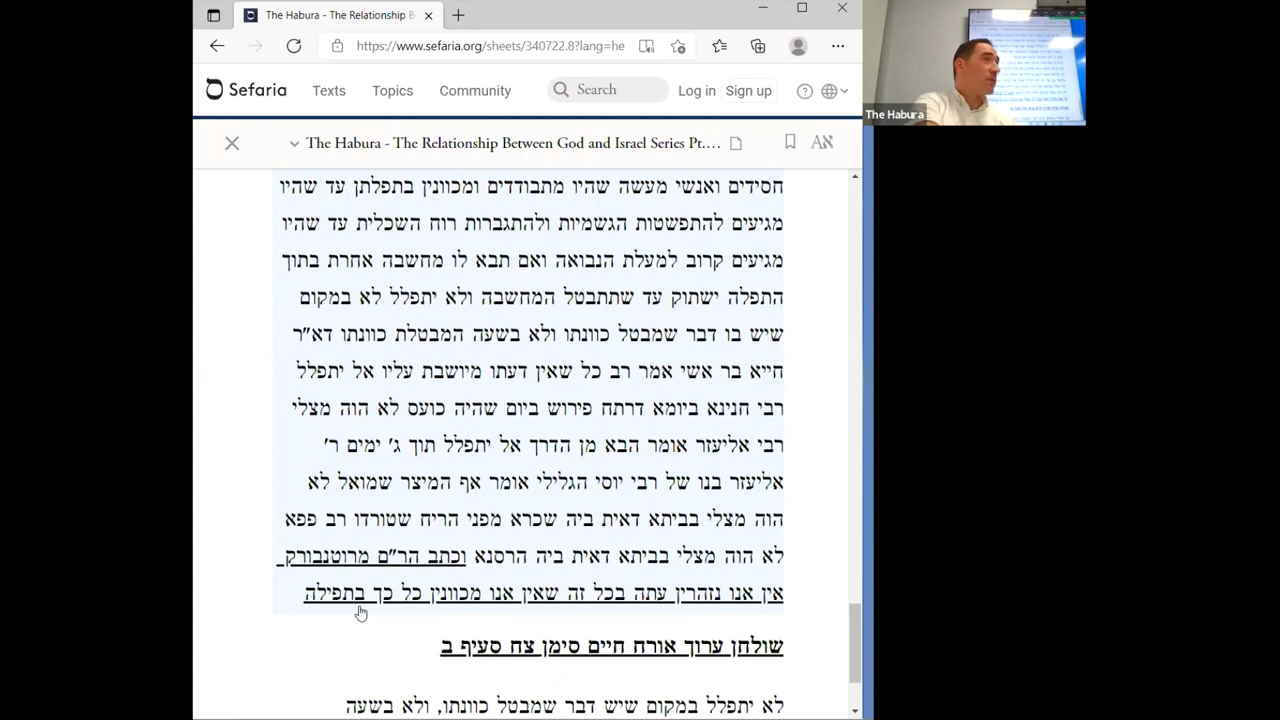 The Habura - The Relationship B
https://www.sefaria.org/sheets/340722.8?lang=he
Sefaria
Texts
Topics
Community
Search
Log in
Sign up
The Habura - The Relationship Between God and Israel Series Pt....
חסידים ואנשי מעשה שהיו מתבודדים ומכוונין בתפלתן עד שהיו
מגיעים להתפשטות הגשמיות ולהתגברות רוח השכלית עד שהיו
מגיעים קרוב למעלת הנבואה ואם תבא לו מחשבה אחרת בתוך
התפלה ישתוק עד שתתבטל המחשבה ולא יתפלל לא במקום
שיש בו דבר שמבטל כוונתו ולא בשעה המבטלת כוונתו דא"ר
חייא בר אשי אמר רב כל שאין דעתו מיושבת עליו אל יתפלל
רבי חנינא ביומא דרתח פירוש ביום שהיה כועס לא הוה מצלי
רבי אליעזר אומר הבא מן הדרך אל יתפלל תוך ג' ימים ר'
אליעזר בנו של רבי יוסי הגלילי אומר אף המיצר שמואל לא
הוה מצלי בביתא דאית ביה שכרא מפני הריח שטורדו רב פפא
לא הוה מצלי בביתא דאית ביה הרסנא וכתב הר"ם מרוטנבורק
אין אנו נזהרין עתה בכל זה שאין אנו מכוונין כל כך בתפילה
שולחן ערוך אורח חיים סימן צח סעיף ב
לא יתפלל במקום שיש דבר שמבטל כוונתו, ולא בשעה
The Habura